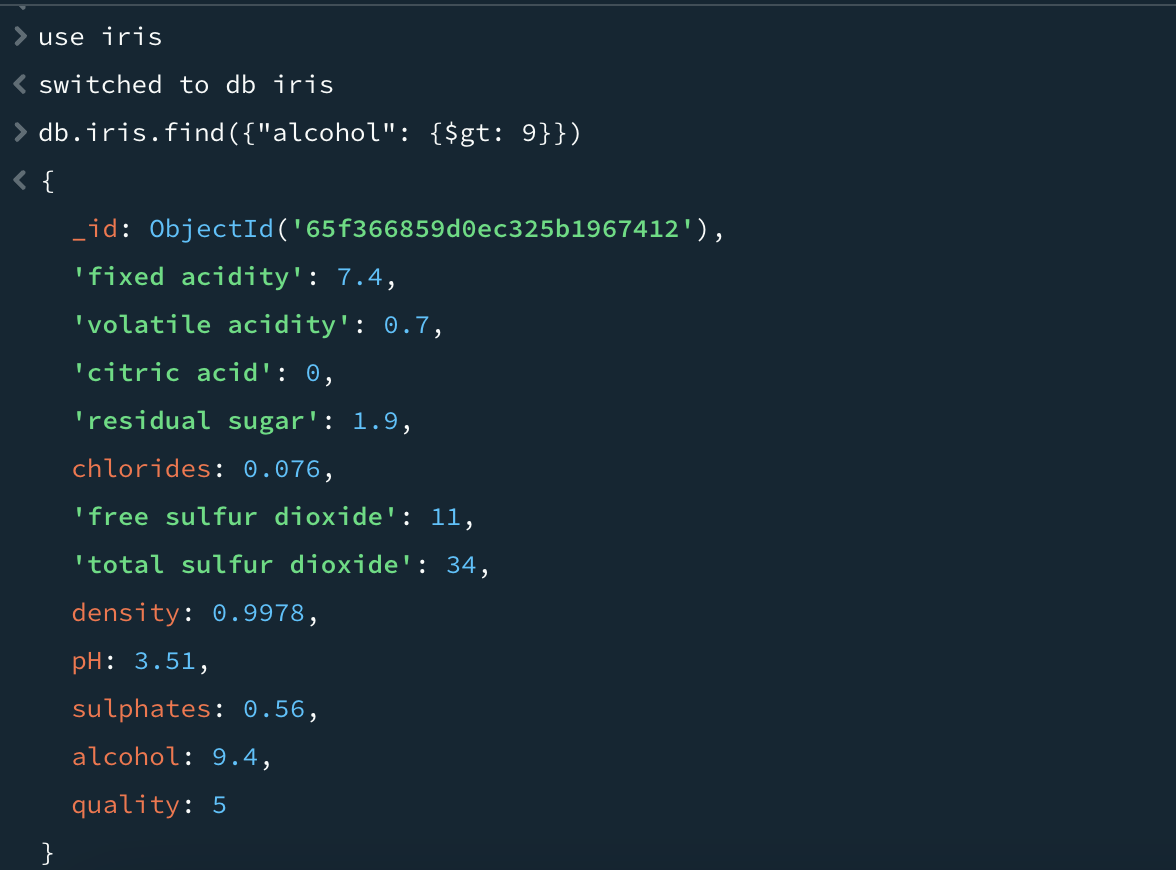 > use iris
< switched to db iris
> db.iris.find({"alcohol": {$gt: 9}})
< {
_id: ObjectId('65f366859d0ec325b1967412'),
'fixed acidity': 7.4,
'volatile acidity': 0.7,
'citric acid': 0,
'residual sugar': 1.9,
chlorides: 0.076,
'free sulfur dioxide': 11,
'total sulfur dioxide': 34,
density: 0.9978,
pH: 3.51,
sulphates: 0.56,
alcohol: 9.4,
quality: 5
}